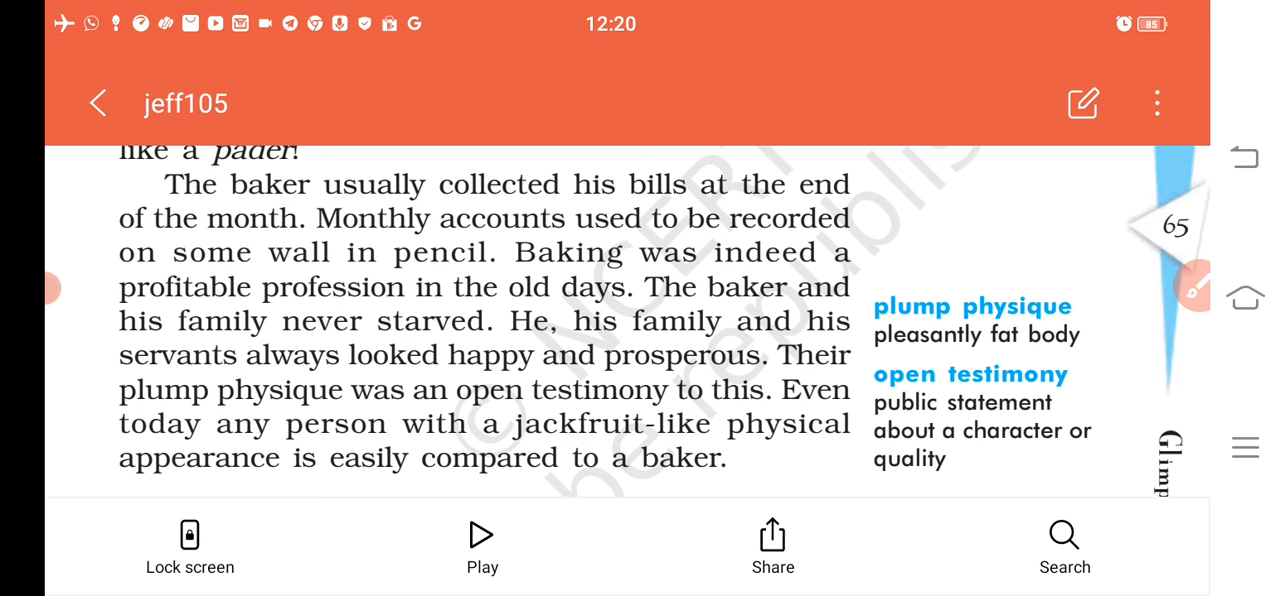 12:20
85
jeff105
like a pader!
The baker usually collected his bills at the end
of the month. Monthly accounts used to be recorded
on some wall in pencil. Baking was indeed a
profitable profession in the old days. The baker and
his family never starved. He, his family and his
servants always looked happy and prosperous. Their
plump physique was an open testimony to this. Even
today any person with a jackfruit-like physical
appearance is easily compared to a baker.
65
plump physique
pleasantly fat body
open testimony
public statement
about a character or
quality
Glimp
© NCERT
be republis
Lock screen
Play
Share
Search